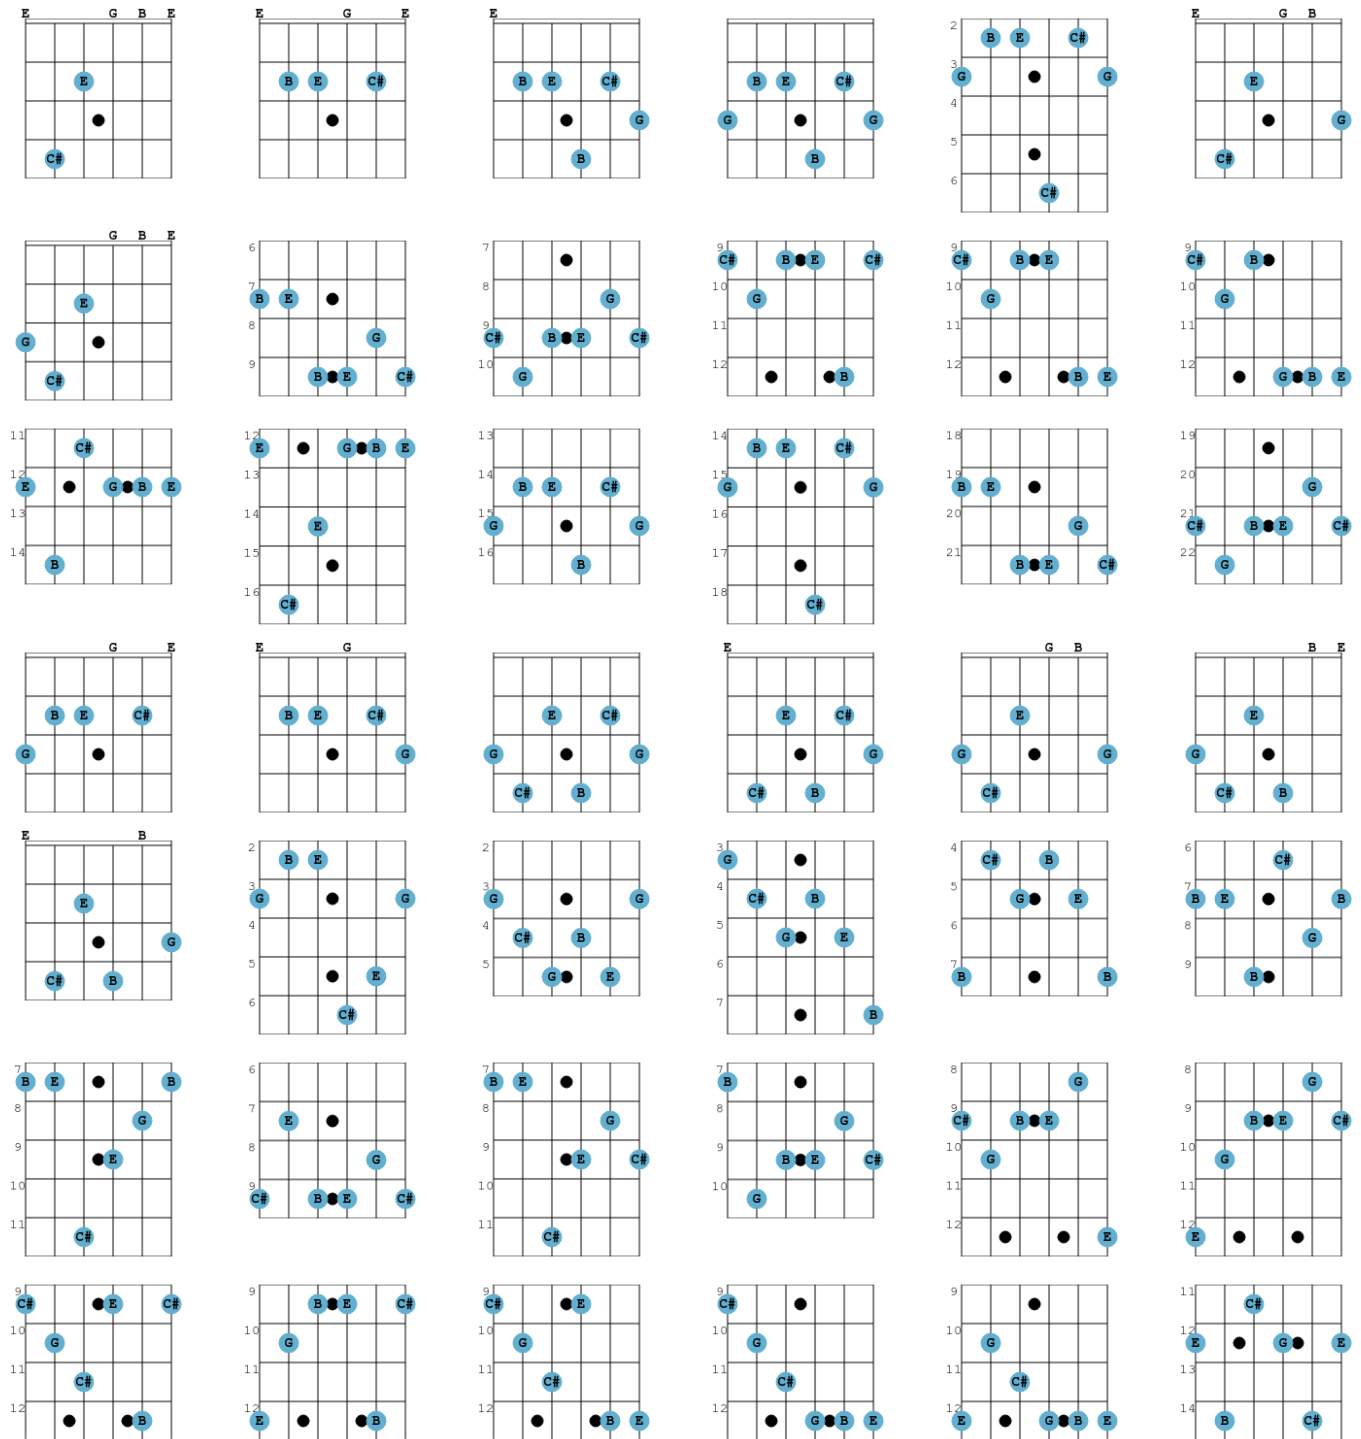 E G B E
E
C#
E G E
B E C#
E
B E C#
G
B
B E C#
G G
B
2 B E C#
3 G G
4
5
6 C#
E G B
E
G
C#
G B E
E
G
C#
6
7 B E
8 G
9 B E C#
7
8 G
9 C# B E C#
10 G
9 C# B E C#
10 G
11
12 B
9 C# B E
10 G
11
12 B E
9 C# B
10 G
11
12 G B E
11 C#
12 E G B E
13
14 B
12 E G B E
13
14 E
15
16 C#
13
14 B E C#
15 G G
16 B
14 B E C#
15 G G
16
17
18 C#
18
19 B E
20 G
21 B E C#
19
20 G
21 C# B E C#
22 G
G E
B E C#
G
E G
B E C#
G
E C#
G G
C# B
E
E C#
G
C# B
G B
E
G G
C#
B E
E
G
C# B
E B
E
G
C# B
2 B E
3 G G
4
5 E
6 C#
2
3 G G
4 C# B
5 G E
3 G
4 C# B
5 G E
6
7 B
4 C# B
5 G E
6
7 B B
6 C#
7 B E B
8 G
9 B
7 B E B
8 G
9 E
10
11 C#
6
7 E
8 G
9 C# B E C#
7 B E
8 G
9 E C#
10
11 C#
7 B
8 G
9 B E C#
10 G
8 G
9 C# B E
10 G
11
12 E
8 G
9 B E C#
10 G
11
12 E
9 C# E C#
10 G
11 C#
12 B
9 B E C#
10 G
11
12 E B
9 C# E
10 G
11 C#
12 B E
9 C#
10 G
11 C#
12 G B E
9
10 G
11 C#
12 E G B E
11 C#
12 E G E
13
14 B C#